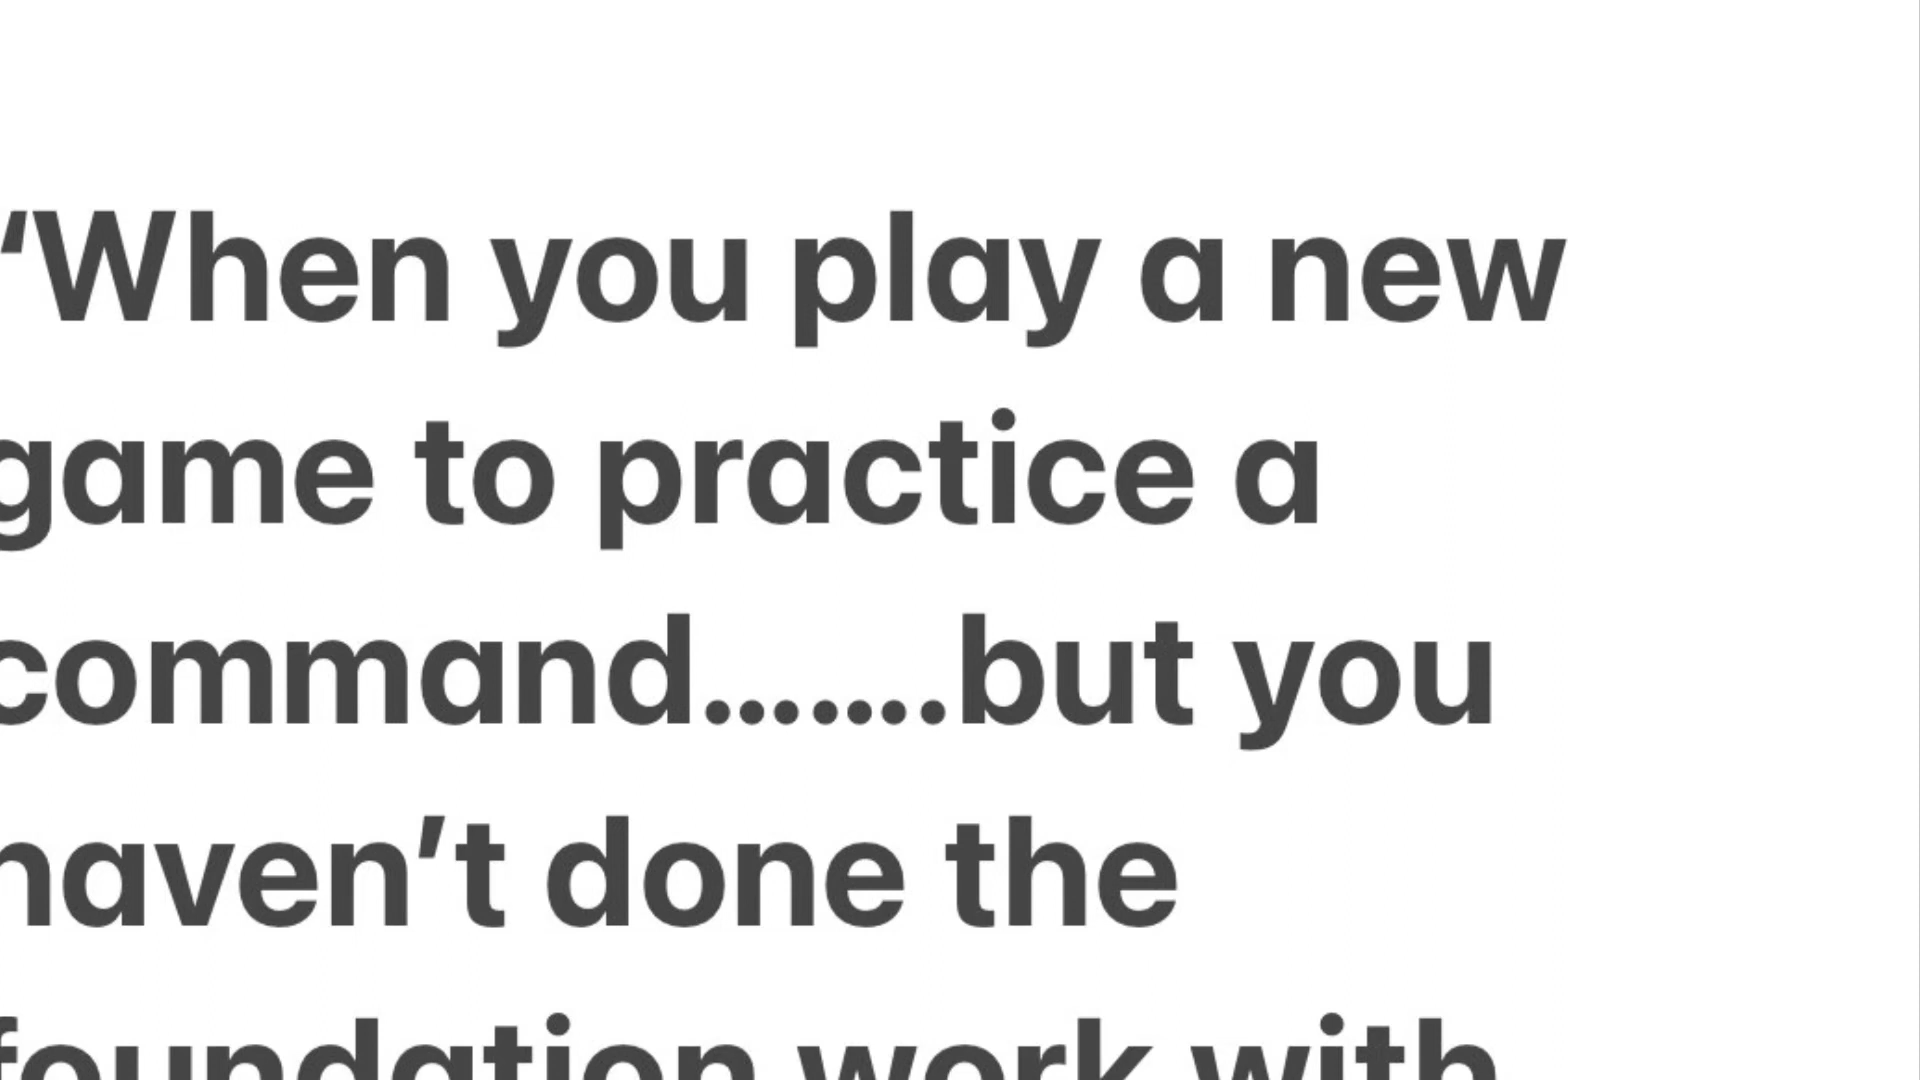 “When you play a new
game to practice a
command.......but you
haven’t done the
foundation work with